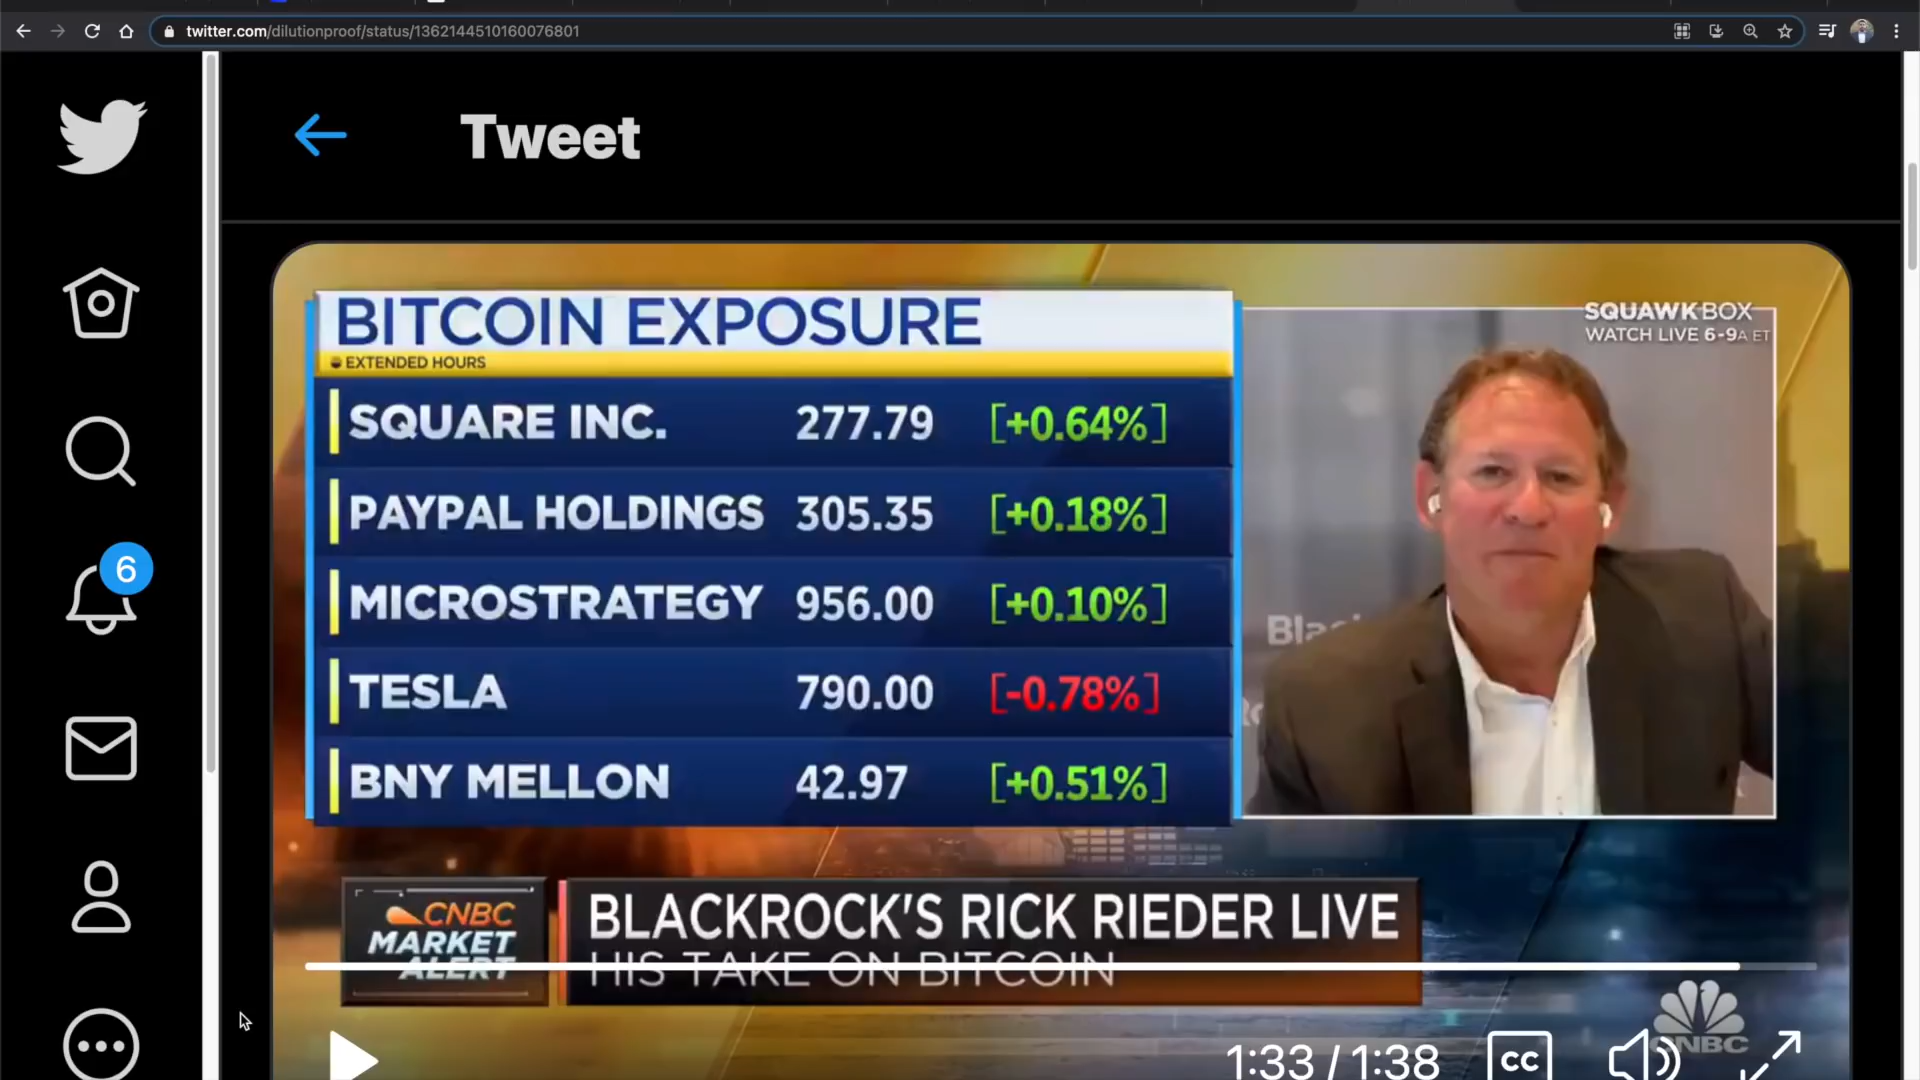 twitter.com/dilutionproof/status/1362144510160076801
Tweet
6
BITCOIN EXPOSURE
EXTENDED HOURS
SQUARE INC. 277.79 [+0.64%]
PAYPAL HOLDINGS 305.35 [+0.18%]
MICROSTRATEGY 956.00 [+0.10%]
TESLA 790.00 [-0.78%]
BNY MELLON 42.97 [+0.51%]
SQUAWK BOX
WATCH LIVE 6-9A ET
Blac
CNBC
MARKET
ALERT
BLACKROCK'S RICK RIEDER LIVE
HIS TAKE ON BITCOIN
1:33 / 1:38
CC
CNBC